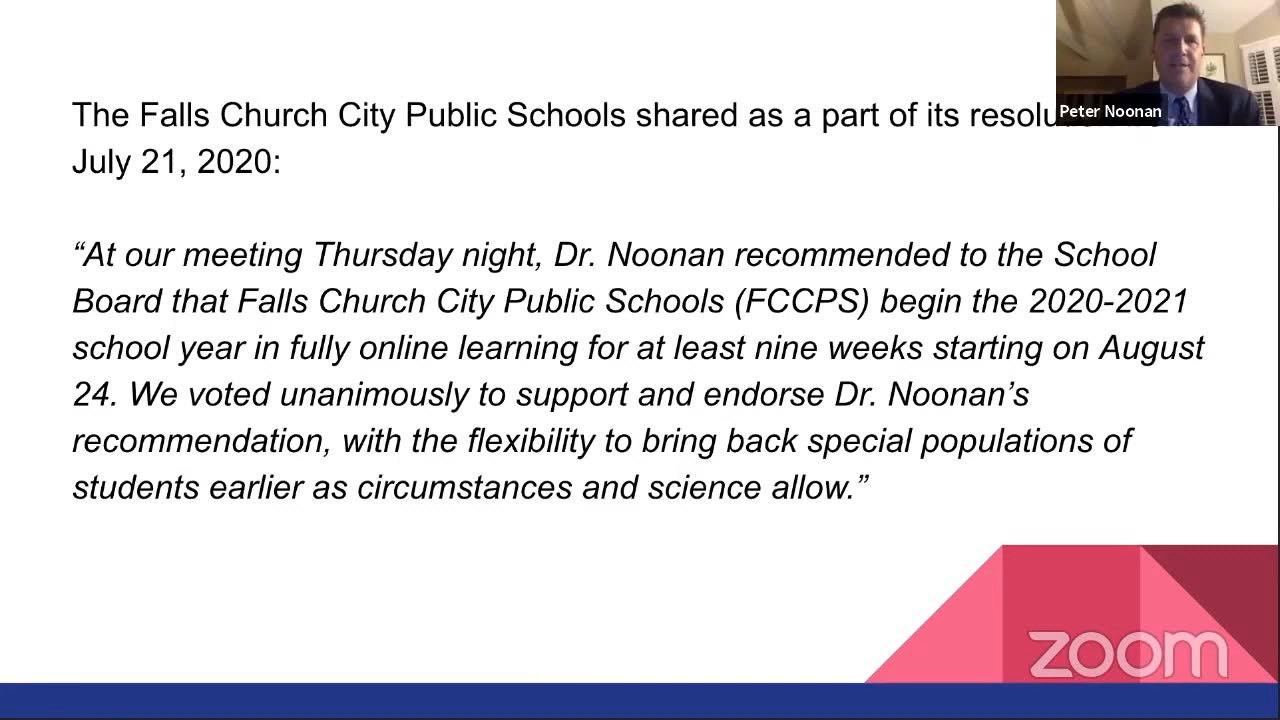 The Falls Church City Public Schools shared as a part of its
Peter Noonan
July 21, 2020:
“At our meeting Thursday night, Dr. Noonan recommended to the School
Board that Falls Church City Public Schools (FCCPS) begin the 2020-2021
school year in fully online learning for at least nine weeks starting on August
24. We voted unanimously to support and endorse Dr. Noonan’s
recommendation, with the flexibility to bring back special populations of
students earlier as circumstances and science allow.”
zoom